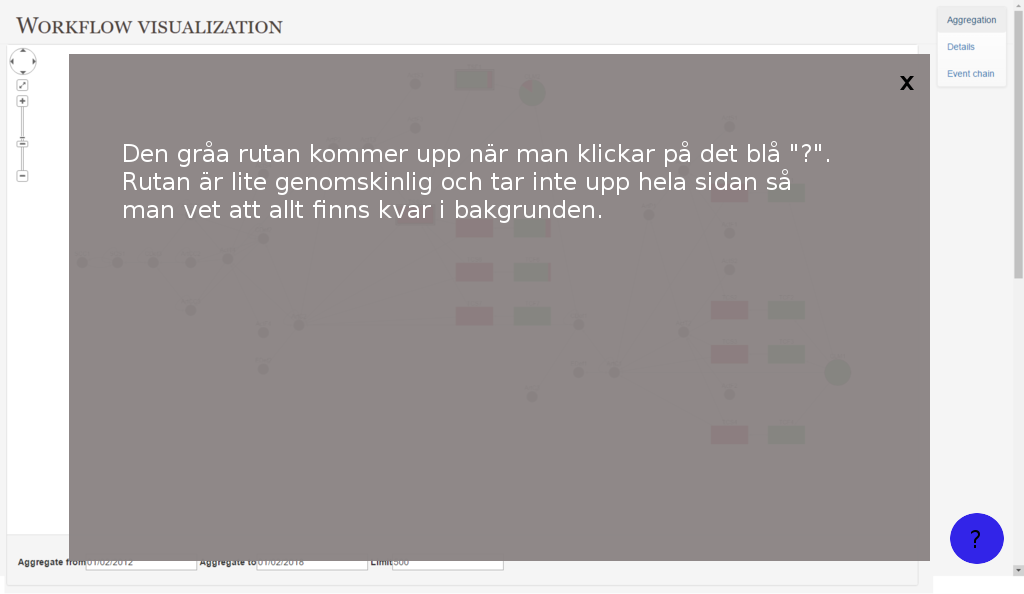 WORKFLOW VISUALIZATION
Aggregation
Details
Event chain
X
Den gråa rutan kommer upp när man klickar på det blå "?".
Rutan är lite genomskinlig och tar inte upp hela sidan så
man vet att allt finns kvar i bakgrunden.
?
Aggregate from 01/02/2012 Aggregate to 01/02/2016 Limit 500